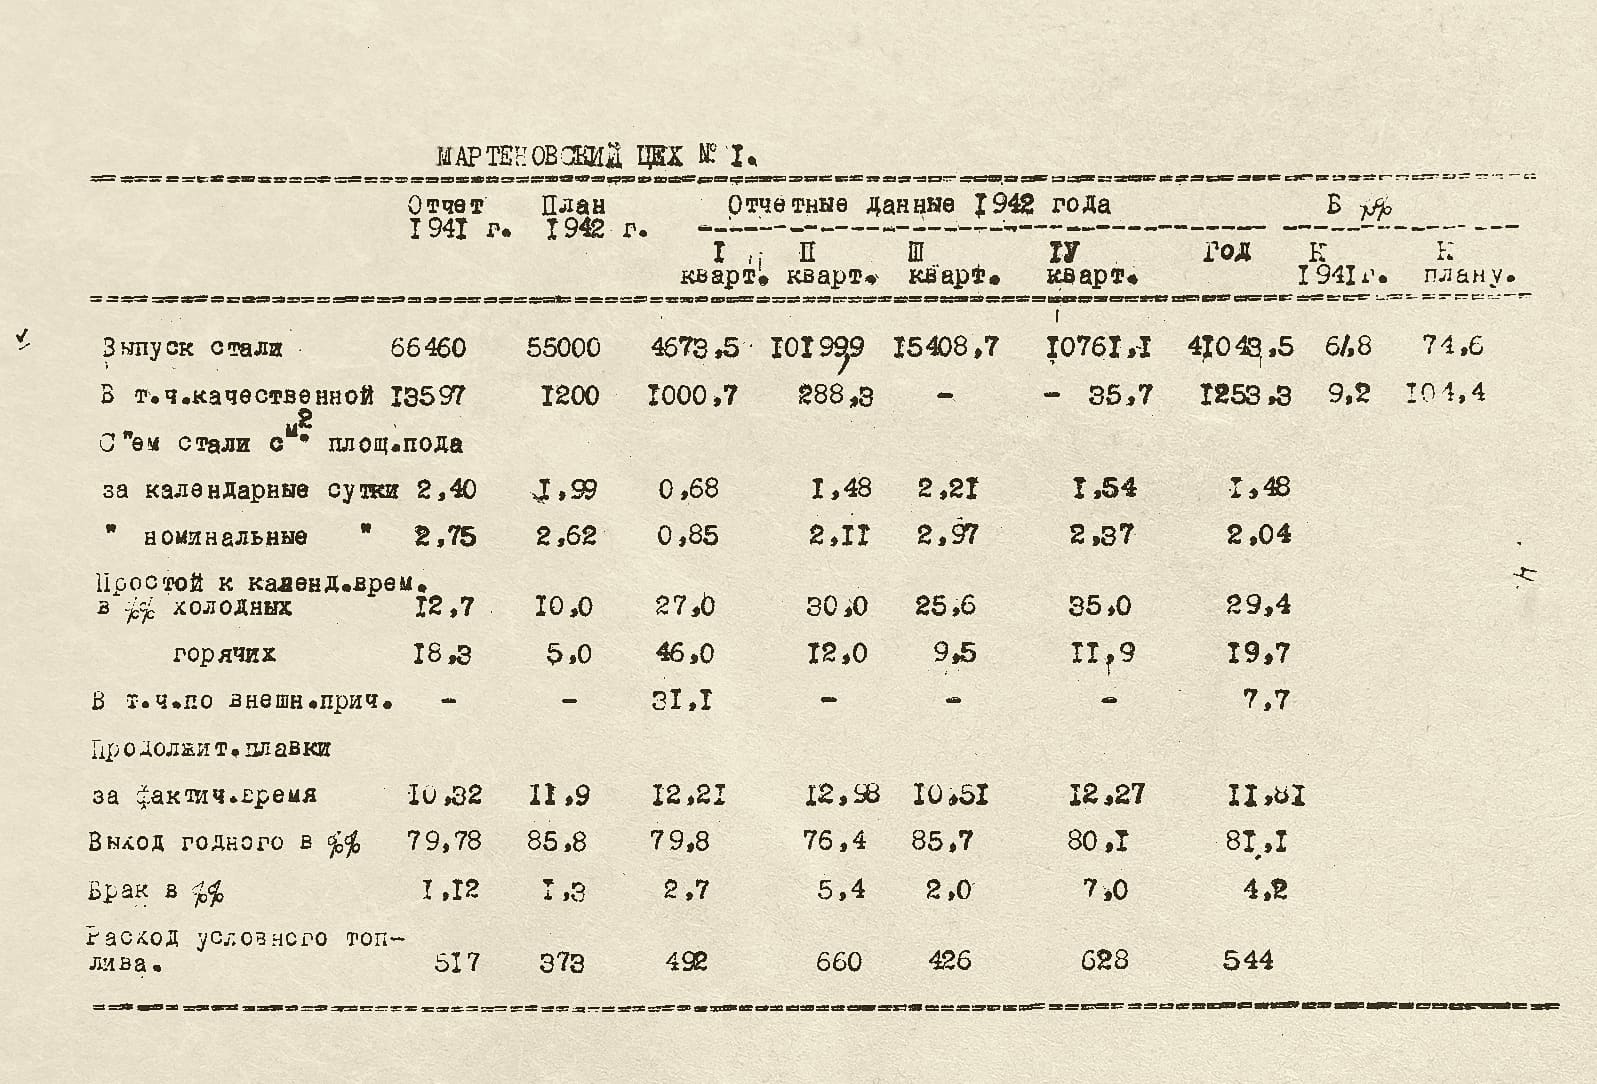 МАРТЕНОВСКИЙ ЦЕХ № I.
Отчет План Отчетные данные I942 года В %%
I94I г. I942 г.
I II III IУ Год К К
кварт. кварт. кварт. кварт. I94Iг. плану.
Выпуск стали 66460 55000 4673,5 I0I99,9 I5408,7 I076I,I 4I043,5 6I,8 74,6
В т.ч.качественной I3597 I200 I000,7 288,3 - - 35,7 I253,3 9,2 I04,4
С"ем стали с м² площ.пода
за календарные сутки 2,40 I,99 0,68 I,48 2,2I I,54 I,48
" номинальные " 2,75 2,62 0,85 2,II 2,97 2,37 2,04
Простой к календ.врем.
в %% холодных I2,7 I0,0 27,0 30,0 25,6 35,0 29,4
горячих I8,3 5,0 46,0 I2,0 9,5 II,9 I9,7
В т.ч.по внешн.прич. - - 3I,I - - - 7,7
Продолжит.плавки
за фактич.время I0,32 II,9 I2,2I I2,98 I0,5I I2,27 II,8I
Выход годного в %% 79,78 85,8 79,8 76,4 85,7 80,I 8I,I
Брак в %% I,I2 I,3 2,7 5,4 2,0 7,0 4,2
Расход условного топ-
лива. 5I7 373 492 660 426 628 544